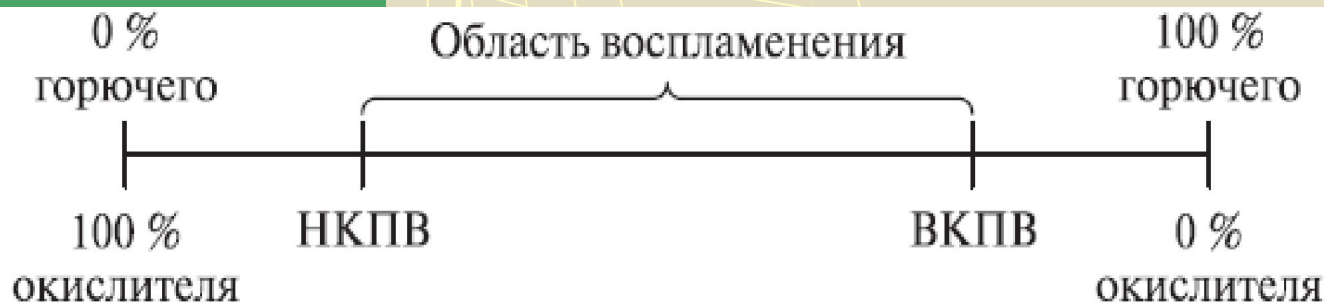 0 %
горючего
Область воспламенения
100 %
горючего
100 %
окислителя
НКПВ
ВКПВ
0 %
окислителя